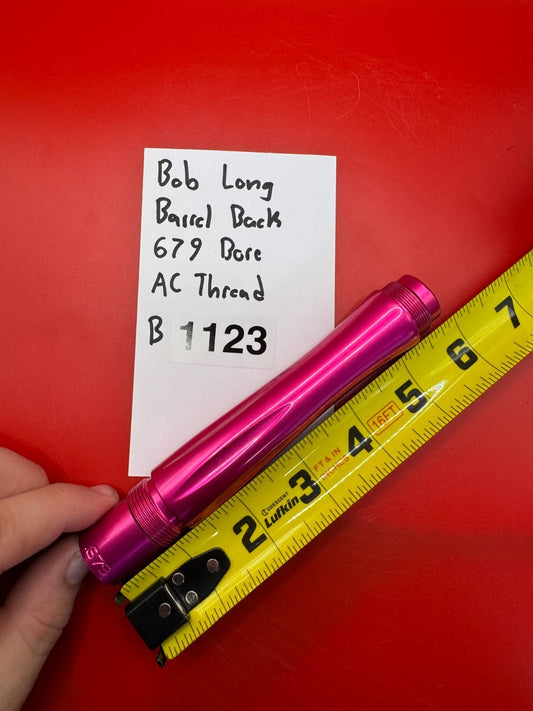 Bob Long
Barrel Back
679 Bore
AC Thread
B 1123
.679
2 3 4 5 6 7
CRESCENT
Lufkin
FT & IN
16FT